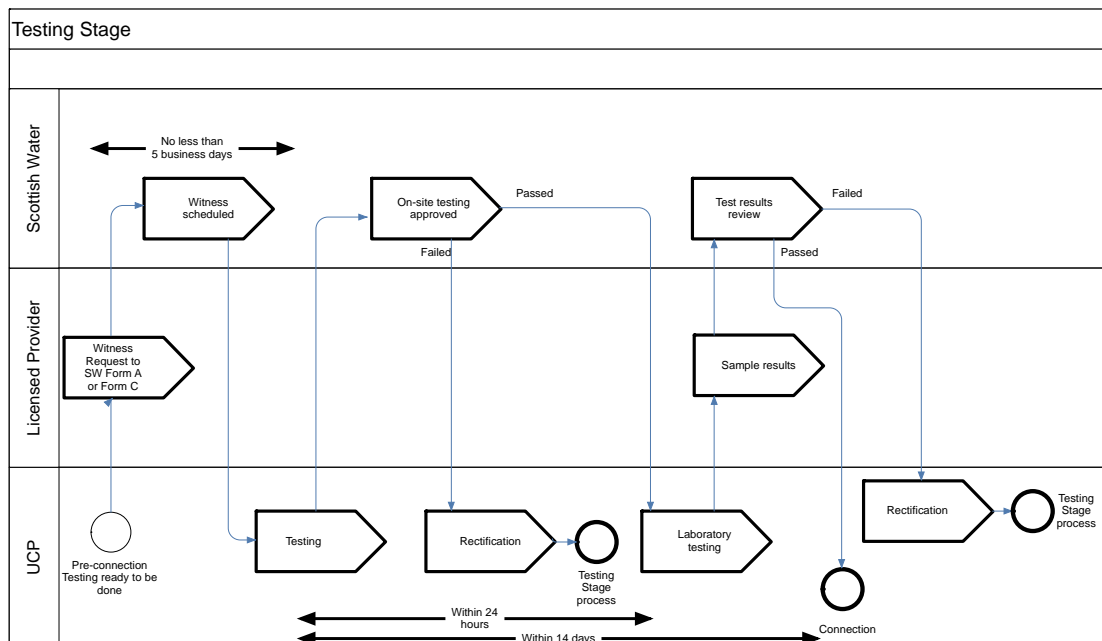 Testing Stage
Scottish Water
No less than
5 business days
Witness
scheduled
On-site testing
approved
Passed
Failed
Test results
review
Failed
Passed
Licensed Provider
Witness
Request to
SW Form A
or Form C
Sample results
UCP
Pre-connection
Testing ready to be
done
Testing
Rectification
Testing
Stage
process
Laboratory
testing
Rectification
Testing
Stage
process
Connection
Within 24
hours
Within 14 days